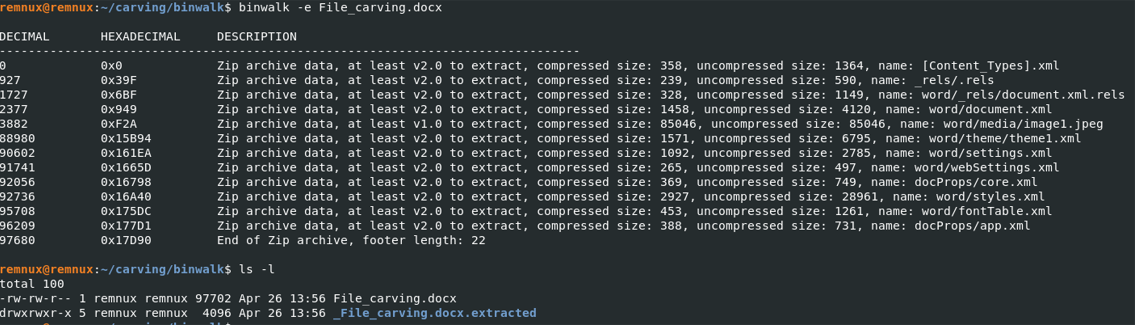 remnux@remnux:~/carving/binwalk$ binwalk -e File_carving.docx
DECIMAL       HEXADECIMAL     DESCRIPTION
--------------------------------------------------------------------------------
0             0x0             Zip archive data, at least v2.0 to extract, compressed size: 358, uncompressed size: 1364, name: [Content_Types].xml
927           0x39F           Zip archive data, at least v2.0 to extract, compressed size: 239, uncompressed size: 590, name: _rels/.rels
1727          0x6BF           Zip archive data, at least v2.0 to extract, compressed size: 328, uncompressed size: 1149, name: word/_rels/document.xml.rels
2377          0x949           Zip archive data, at least v2.0 to extract, compressed size: 1458, uncompressed size: 4120, name: word/document.xml
3882          0xF2A           Zip archive data, at least v1.0 to extract, compressed size: 85046, uncompressed size: 85046, name: word/media/image1.jpeg
88980         0x15B94         Zip archive data, at least v2.0 to extract, compressed size: 1571, uncompressed size: 6795, name: word/theme/theme1.xml
90602         0x161EA         Zip archive data, at least v2.0 to extract, compressed size: 1092, uncompressed size: 2785, name: word/settings.xml
91741         0x1665D         Zip archive data, at least v2.0 to extract, compressed size: 265, uncompressed size: 497, name: word/webSettings.xml
92056         0x16798         Zip archive data, at least v2.0 to extract, compressed size: 369, uncompressed size: 749, name: docProps/core.xml
92736         0x16A40         Zip archive data, at least v2.0 to extract, compressed size: 2927, uncompressed size: 28961, name: word/styles.xml
95708         0x175DC         Zip archive data, at least v2.0 to extract, compressed size: 453, uncompressed size: 1261, name: word/fontTable.xml
96209         0x177D1         Zip archive data, at least v2.0 to extract, compressed size: 388, uncompressed size: 731, name: docProps/app.xml
97680         0x17D90         End of Zip archive, footer length: 22
remnux@remnux:~/carving/binwalk$ ls -l
total 100
-rw-rw-r-- 1 remnux remnux 97702 Apr 26 13:56 File_carving.docx
drwxrwxr-x 5 remnux remnux  4096 Apr 26 13:56 _File_carving.docx.extracted